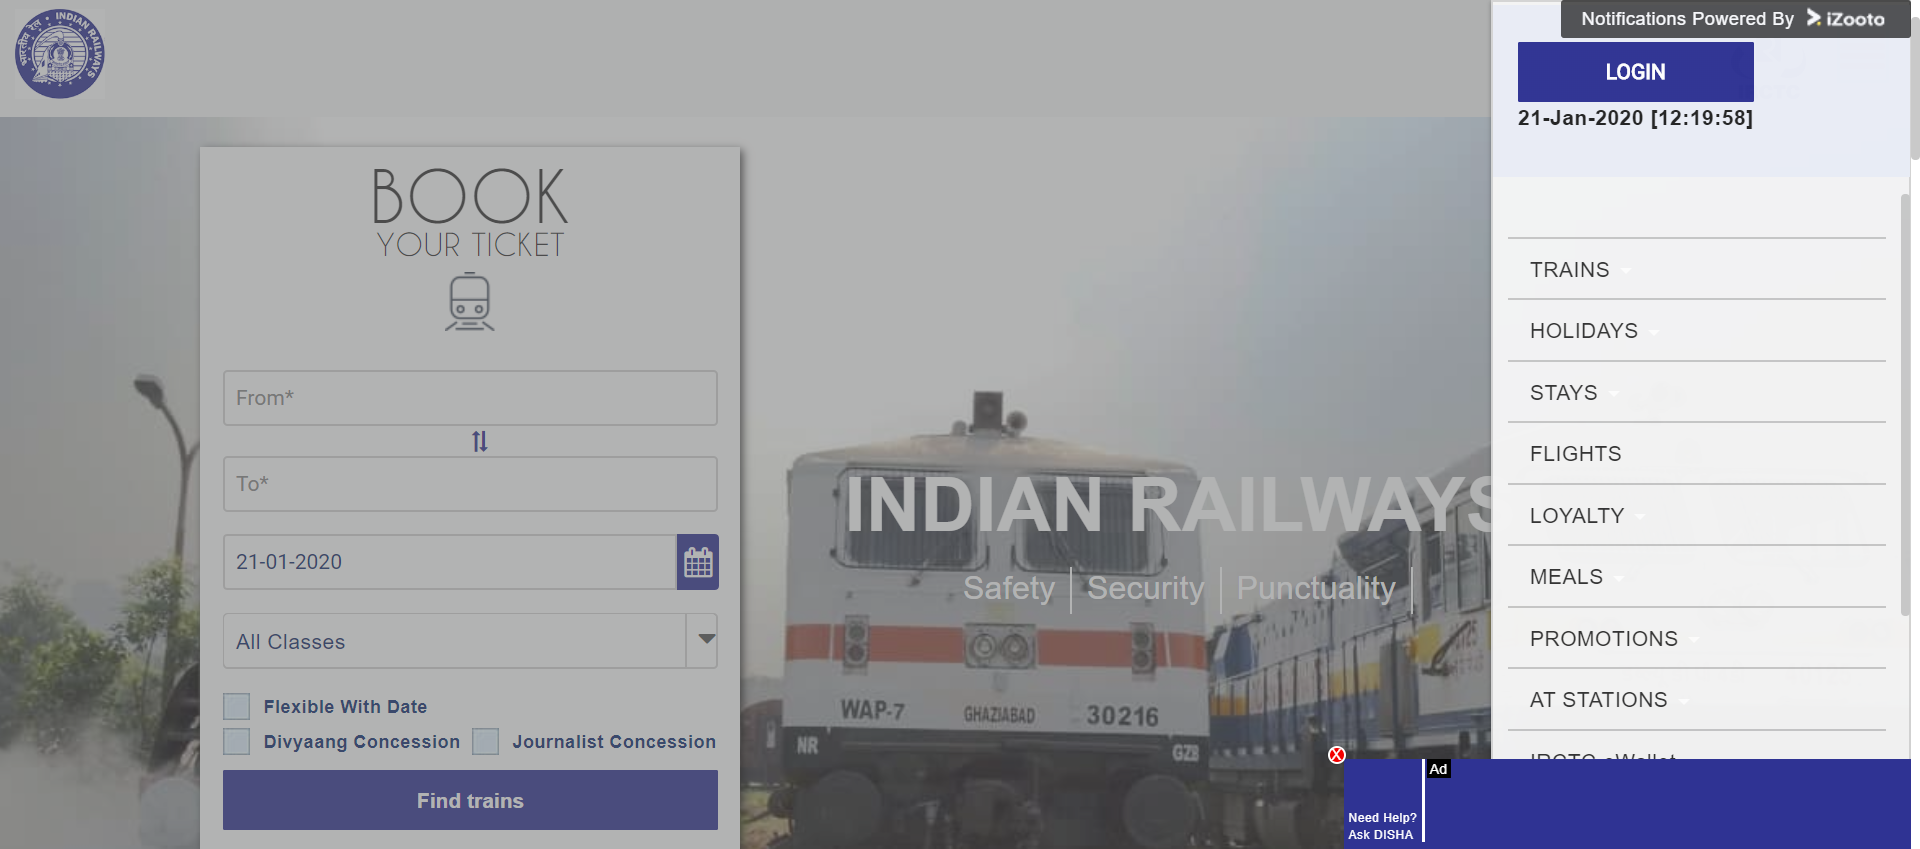 भारतीय रेल • INDIAN RAILWAYS
Notifications Powered By iZooto
LOGIN
21-Jan-2020 [12:19:58]
BOOK
YOUR TICKET
From*
To*
21-01-2020
All Classes
Flexible With Date
Divyaang Concession
Journalist Concession
Find trains
INDIAN RAILWAYS
Safety | Security | Punctuality |
WAP-7 GHAZIABAD 30216
NR GZB
TRAINS
HOLIDAYS
STAYS
FLIGHTS
LOYALTY
MEALS
PROMOTIONS
AT STATIONS
IRCTC eWallet
X
Ad
Need Help?
Ask DISHA